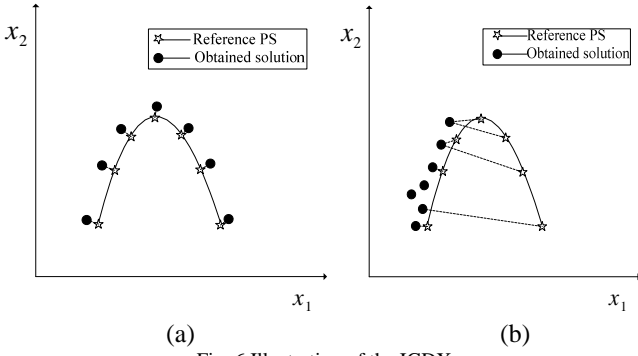 x2
Reference PS
Obtained solution
x1
(a)
x2
Reference PS
Obtained solution
x1
(b)